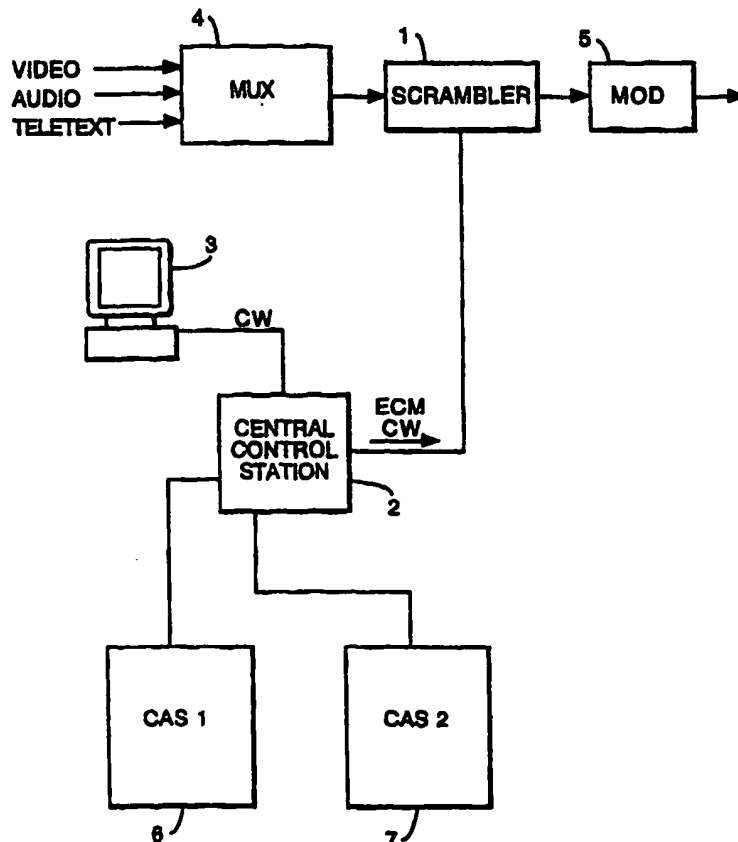 4
1
5
VIDEO
AUDIO
TELETEXT
MUX
SCRAMBLER
MOD
3
CW
ECM
CW
CENTRAL
CONTROL
STATION
2
CAS 1
CAS 2
6
7